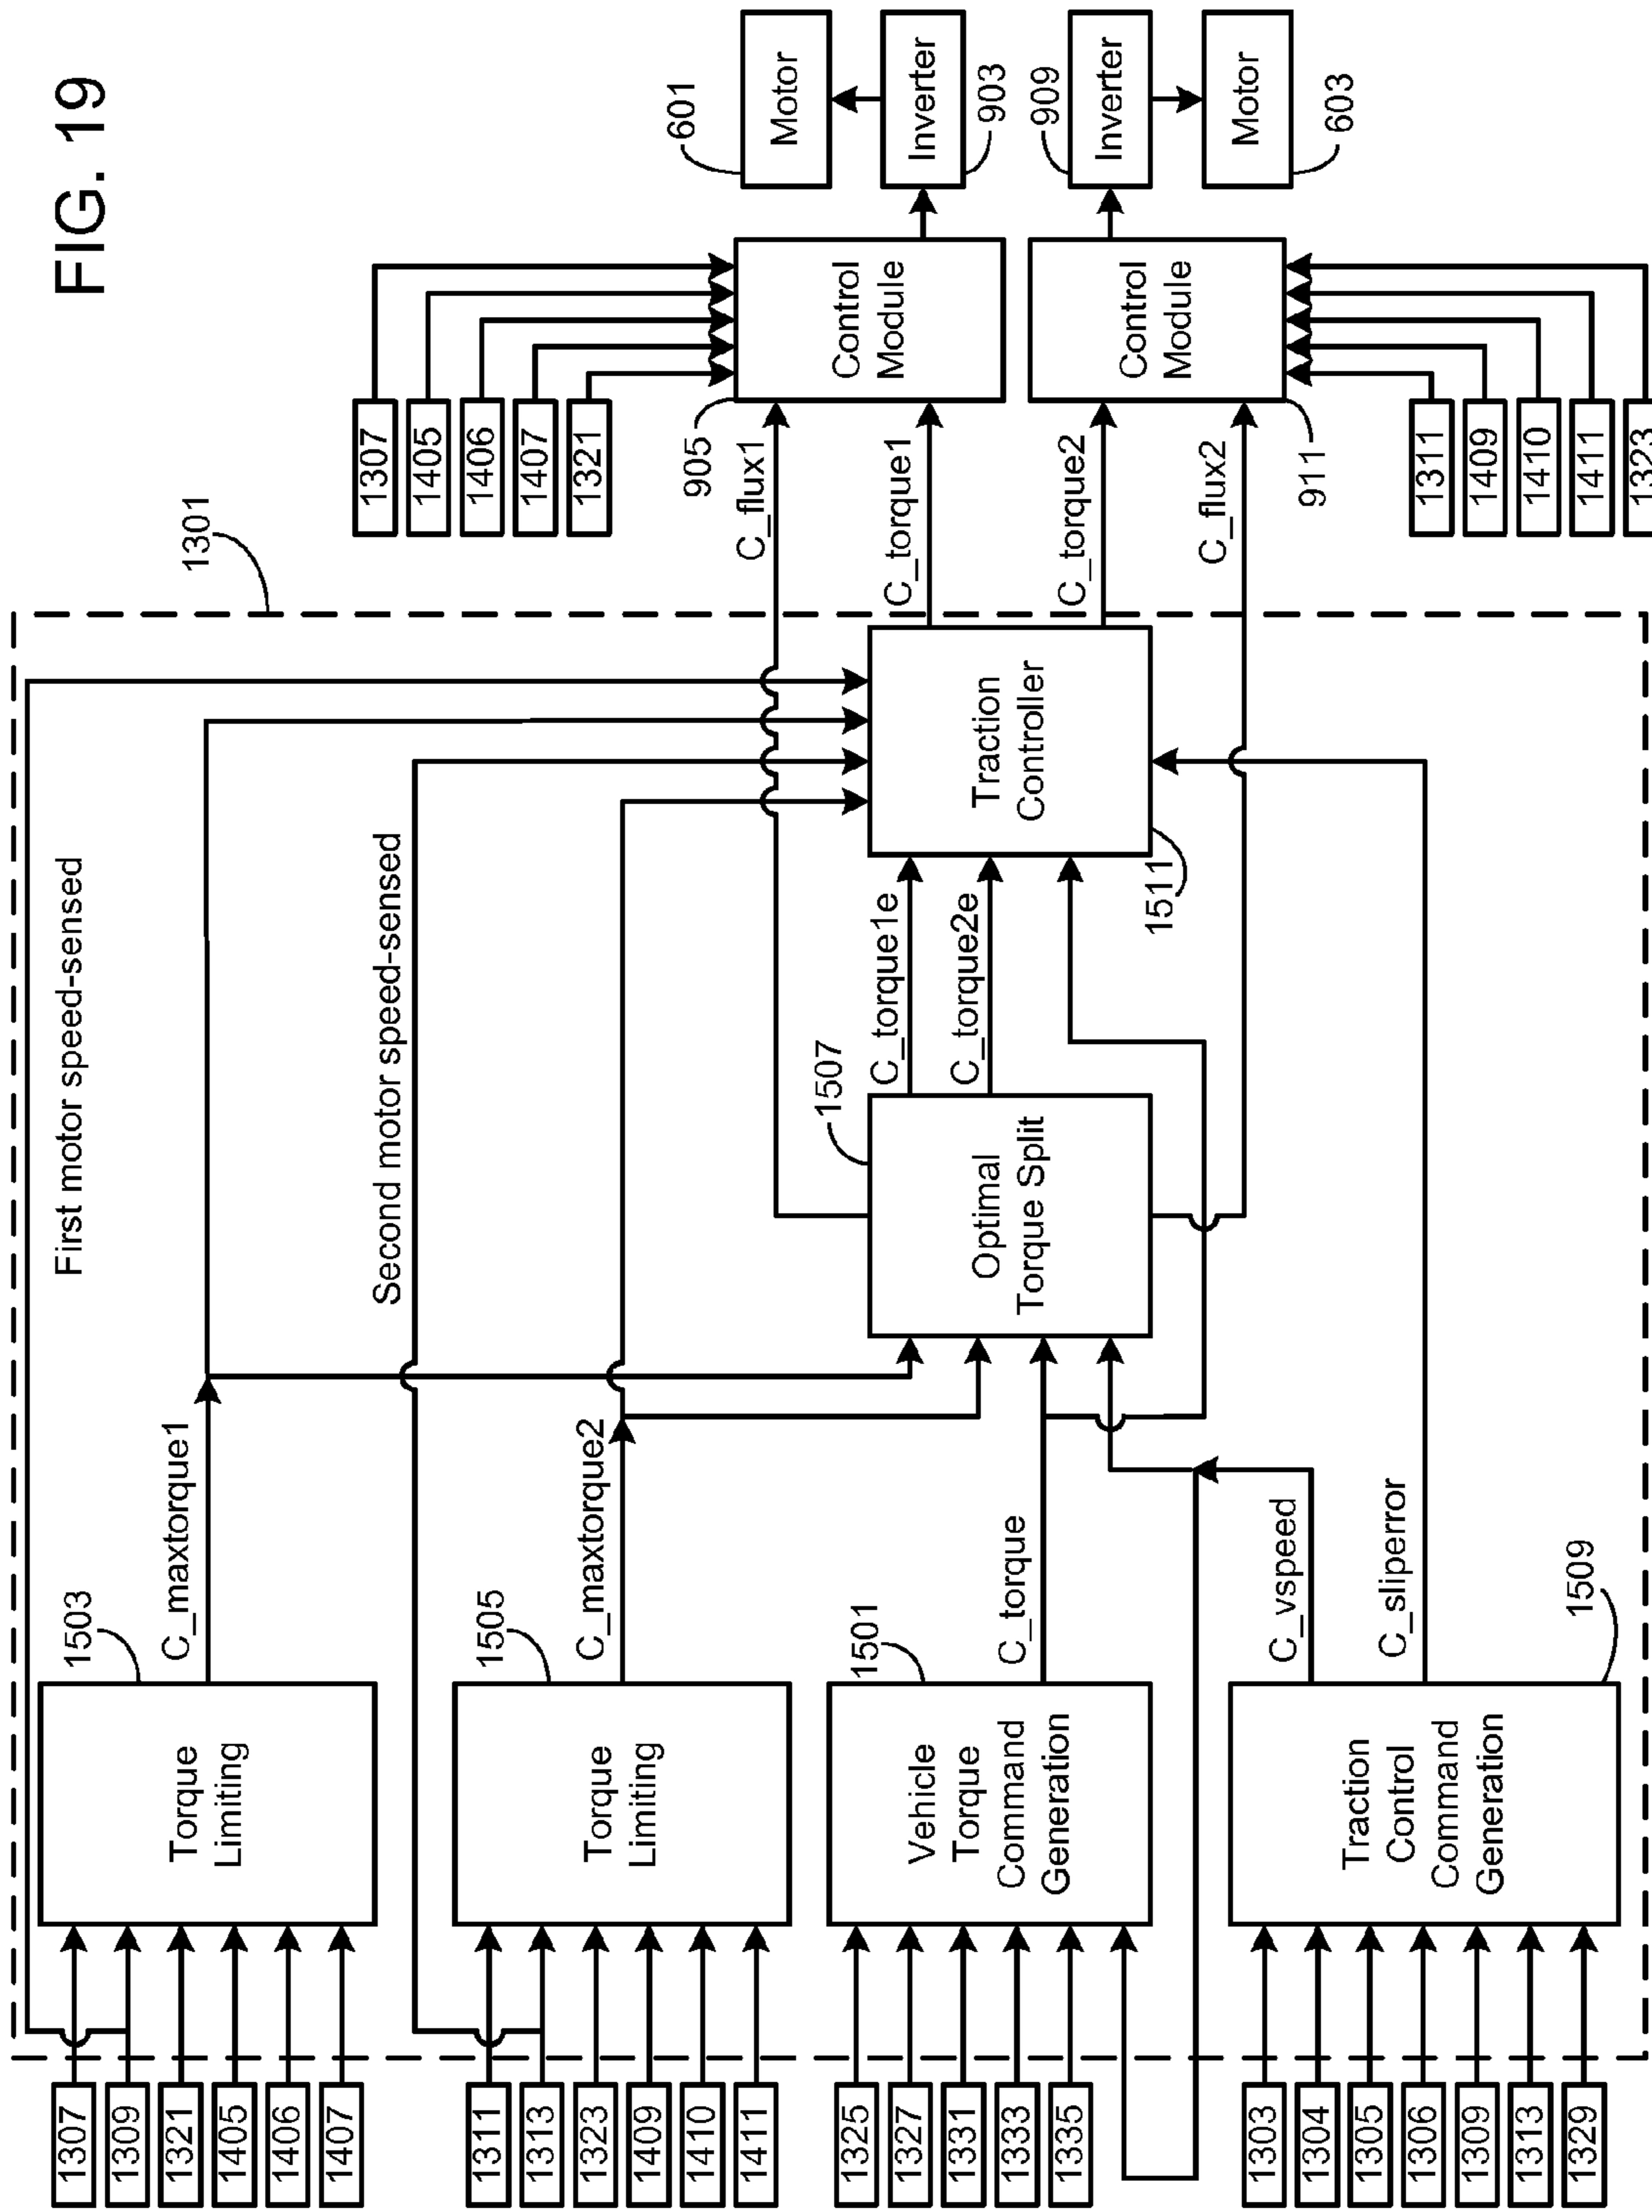 FIG. 19
1301
First motor speed-sensed
Second motor speed-sensed
1307
1309
1321
1405
1406
1407
1503
Torque
Limiting
C_maxtorque1
1311
1313
1323
1409
1410
1411
1505
Torque
Limiting
C_maxtorque2
1325
1327
1331
1333
1335
1501
Vehicle
Torque
Command
Generation
C_torque
1303
1304
1305
1306
1309
1313
1329
1509
Traction
Control
Command
Generation
C_vspeed
C_sliperror
1507
Optimal
Torque Split
C_torque1e
C_torque2e
1511
Traction
Controller
C_flux1
C_torque1
C_torque2
C_flux2
1307
1405
1406
1407
1321
905
Control
Module
601
Motor
Inverter
903
909
Inverter
Motor
603
Control
Module
911
1311
1409
1410
1411
1323